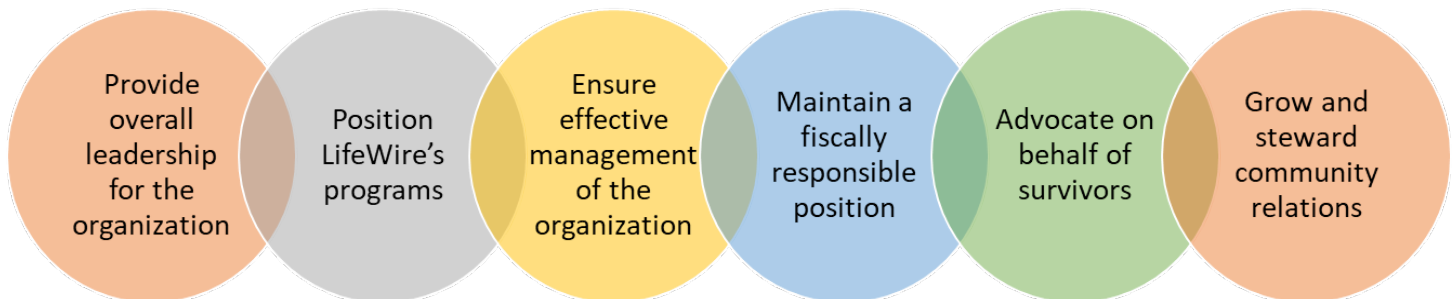 Provide
overall
leadership
for the
organization
Position
LifeWire’s
programs
Ensure
effective
management
of the
organization
Maintain a
fiscally
responsible
position
Advocate on
behalf of
survivors
Grow and
steward
community
relations